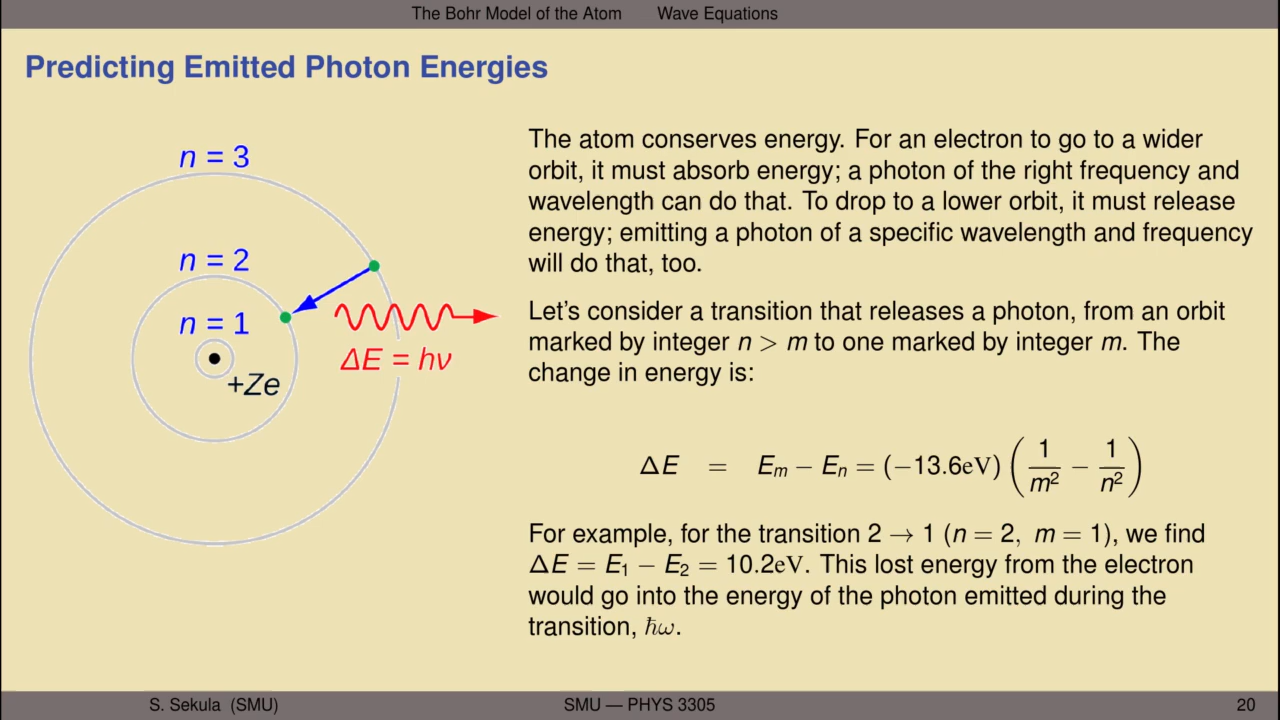 The Bohr Model of the Atom Wave Equations
Predicting Emitted Photon Energies
n = 3
n = 2
n = 1
+Ze
ΔE = hν
The atom conserves energy. For an electron to go to a wider
orbit, it must absorb energy; a photon of the right frequency and
wavelength can do that. To drop to a lower orbit, it must release
energy; emitting a photon of a specific wavelength and frequency
will do that, too.
Let's consider a transition that releases a photon, from an orbit
marked by integer n > m to one marked by integer m. The
change in energy is:
ΔE = Eₘ − Eₙ = (−13.6eV) (1/m² − 1/n²)
For example, for the transition 2 → 1 (n = 2, m = 1), we find
ΔE = E₁ − E₂ = 10.2eV. This lost energy from the electron
would go into the energy of the photon emitted during the
transition, ℏω.
S. Sekula (SMU) SMU — PHYS 3305 20